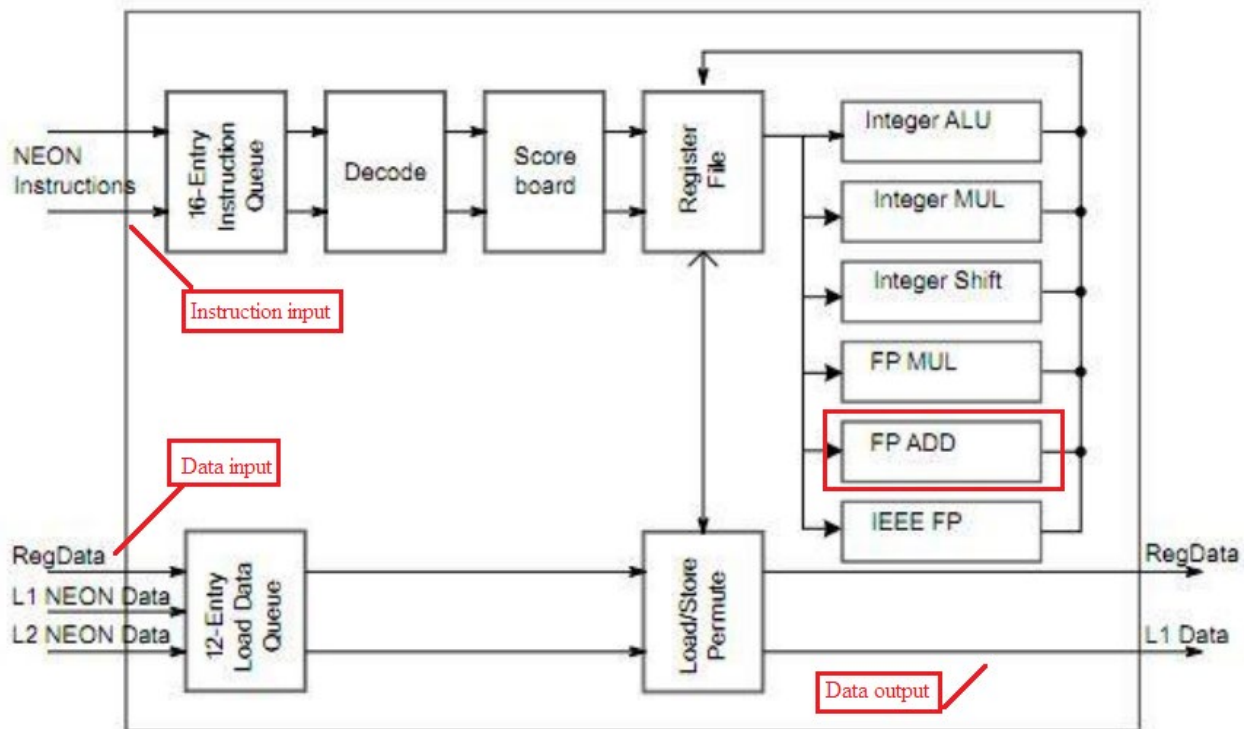 NEON
Instructions
16-Entry
Instruction
Queue
Decode
Score
board
Register
File
Integer ALU
Integer MUL
Integer Shift
FP MUL
FP ADD
IEEE FP
Instruction input
Data input
RegData
L1 NEON Data
L2 NEON Data
12-Entry
Load Data
Queue
Load/Store
Permute
RegData
L1 Data
Data output